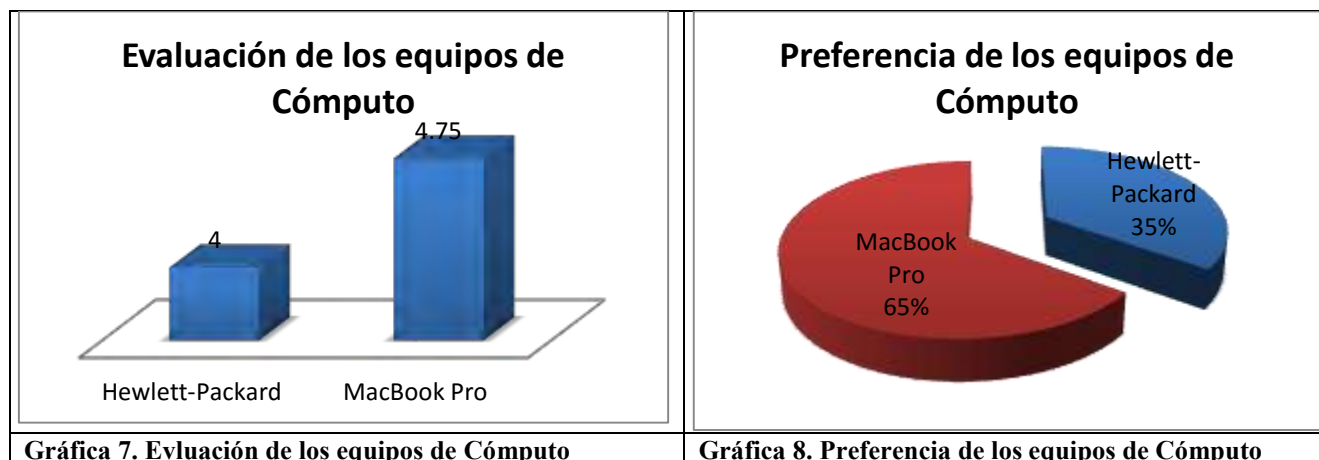 Evaluación de los equipos de
Cómputo
4.75
4
Hewlett-Packard
MacBook Pro
Gráfica 7. Evluación de los equipos de Cómputo
Preferencia de los equipos de
Cómputo
Hewlett-
Packard
35%
MacBook
Pro
65%
Gráfica 8. Preferencia de los equipos de Cómputo